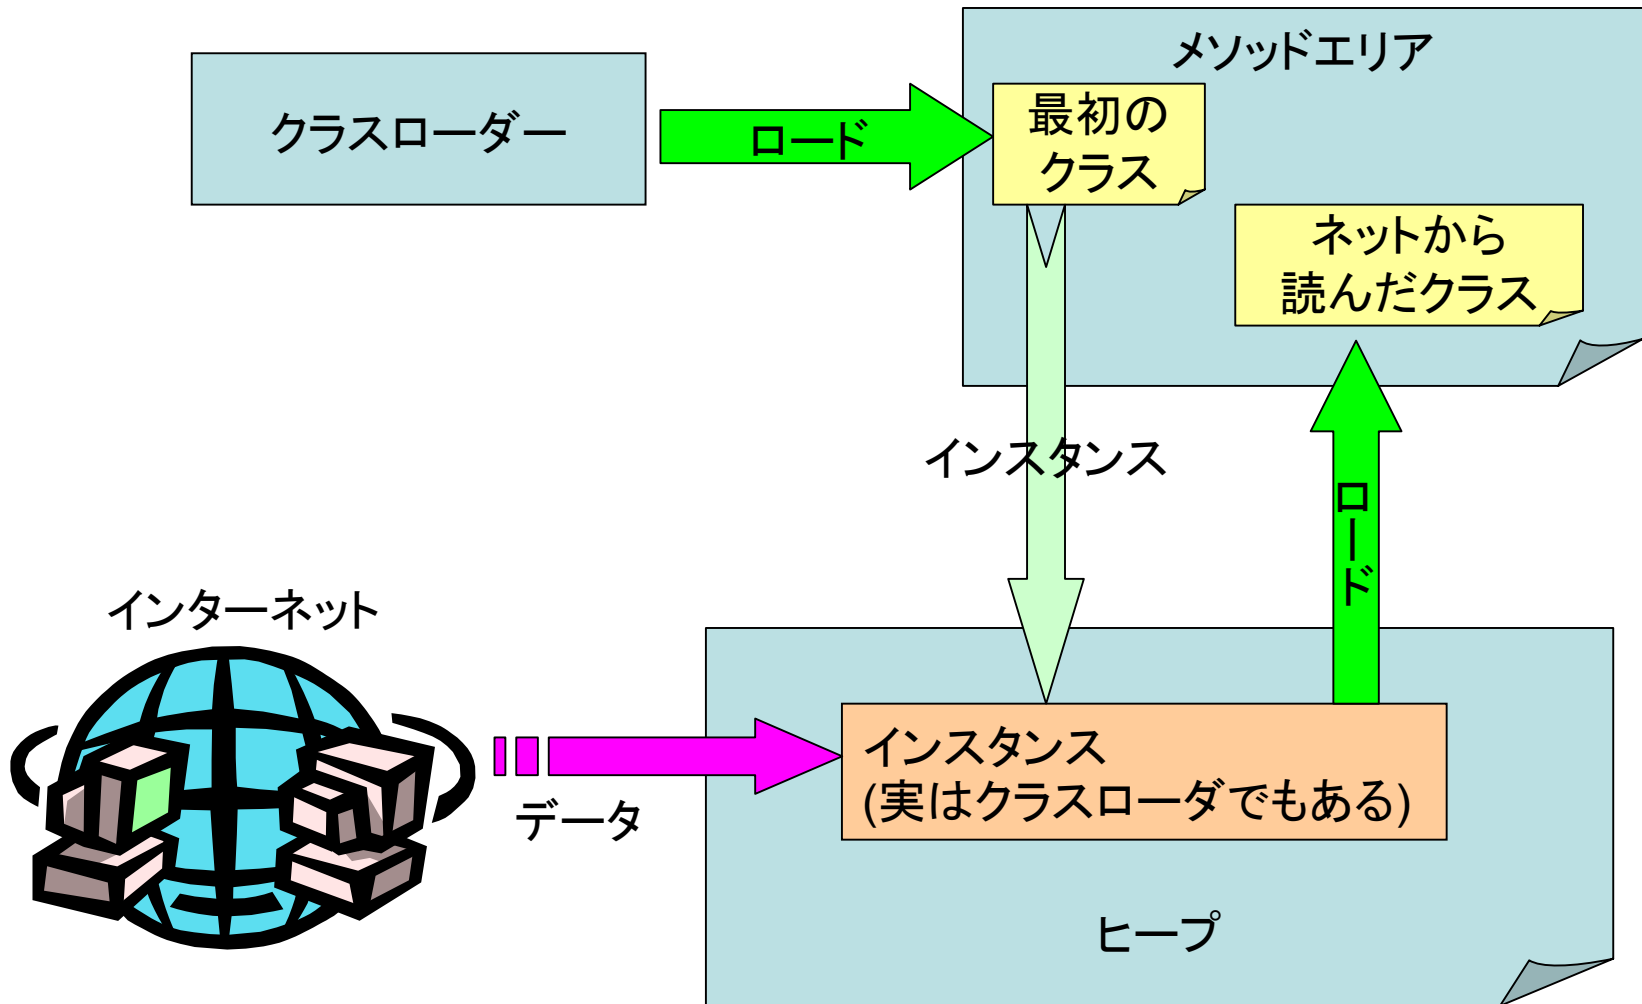 メソッドエリア
クラスローダー
ロード
最初の
クラス
ネットから
読んだクラス
インスタンス
ロード
インターネット
データ
インスタンス
(実はクラスローダでもある)
ヒープ